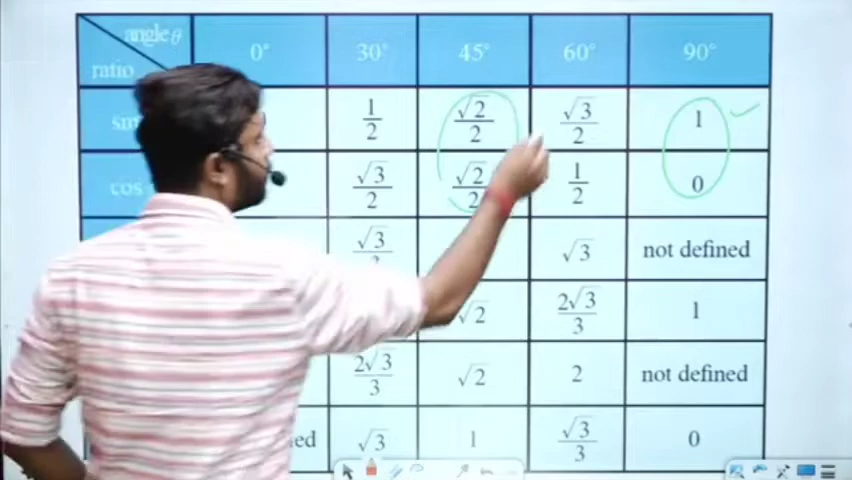 angle θ 0° 30° 45° 60° 90°
ratio
1/2 √2/2 √3/2 1
cos √3/2 √2/2 1/2 0
√3 √3 not defined
√2 2√3/3 1
2√3/3 √2 2 not defined
ed √3 1 √3/3 0